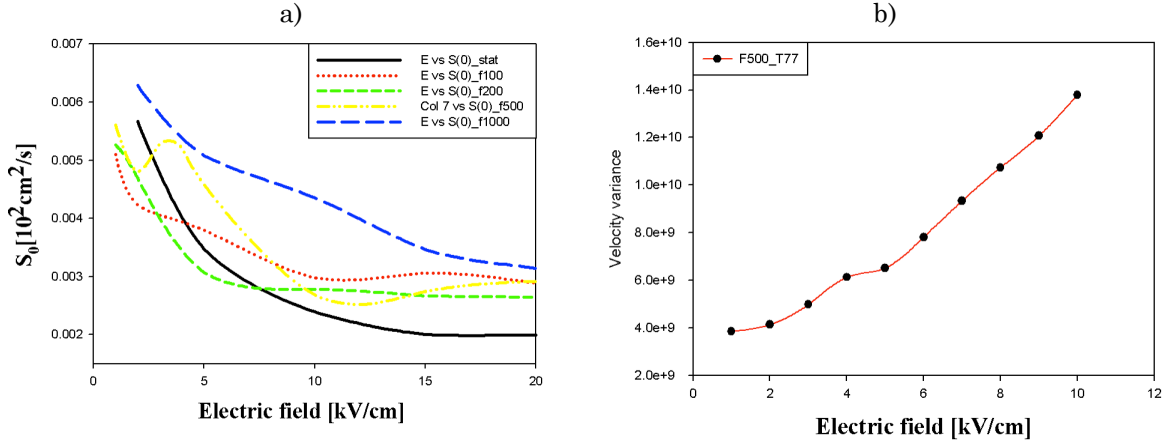 a)
0.007
0.006
0.005
0.004
0.003
0.002
S0[10^2cm^2/s]
E vs S(0)_stat
E vs S(0)_f100
E vs S(0)_f200
Col 7 vs S(0)_f500
E vs S(0)_f1000
0 5 10 15 20
Electric field [kV/cm]
b)
1.6e+10
1.4e+10
1.2e+10
1.0e+10
8.0e+9
6.0e+9
4.0e+9
2.0e+9
Velocity variance
F500_T77
0 2 4 6 8 10 12
Electric field [kV/cm]